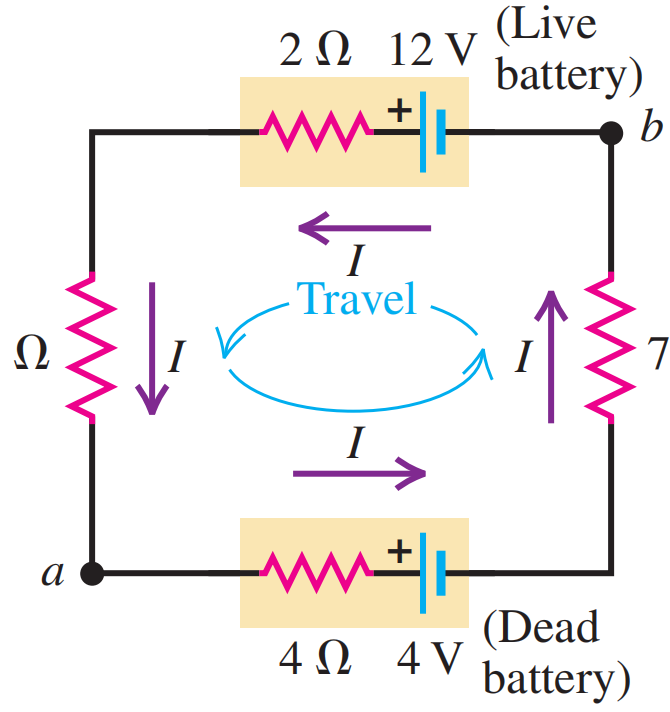 2 Ω 12 V (Live
battery)
+
b
I
Travel
Ω I I 7
I
+
a
(Dead
4 Ω 4 V battery)